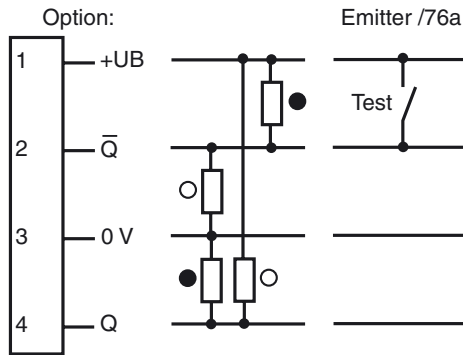 Option: Emitter /76a
1 +UB
Test
2 Q̅
3 0 V
4 Q